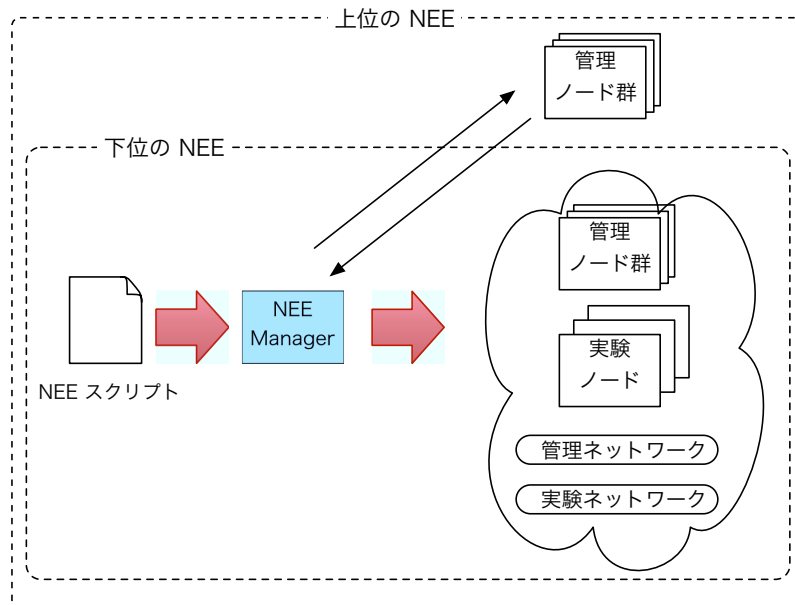 上位の NEE
管理
ノード群
下位の NEE
管理
ノード群
NEE
Manager
実験
ノード
NEE スクリプト
管理ネットワーク
実験ネットワーク